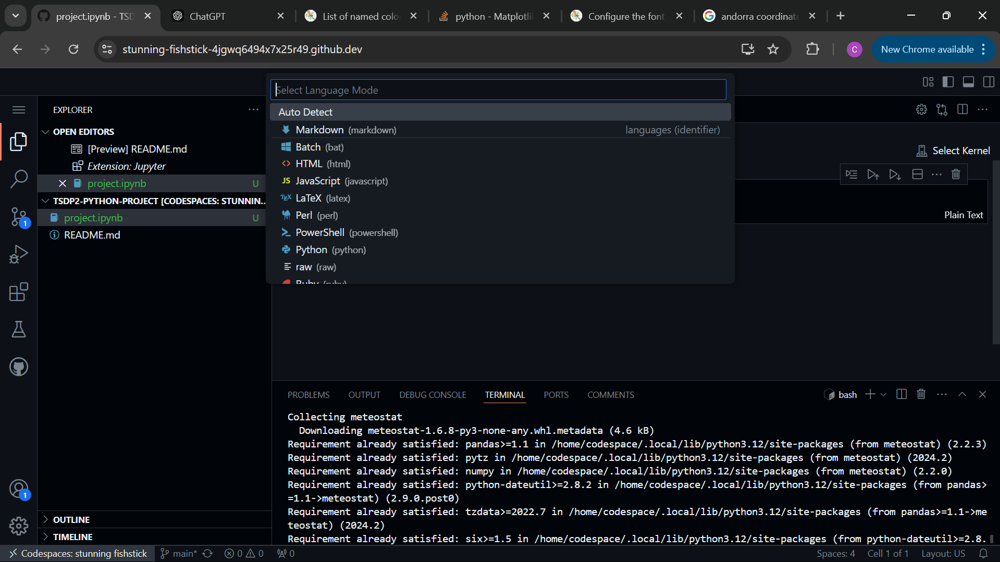 project.ipynb - TSD
ChatGPT
List of named colo
python - Matplotli
Configure the font
andorra coordinate
stunning-fishstick-4jgwq6494x7x25r49.github.dev
C
New Chrome available
Select Language Mode
Auto Detect
Markdown (markdown)
languages (identifier)
Batch (bat)
HTML (html)
JS JavaScript (javascript)
TEX LaTeX (latex)
Perl (perl)
PowerShell (powershell)
Python (python)
raw (raw)
Ruby (ruby)
EXPLORER
OPEN EDITORS
[Preview] README.md
Extension: Jupyter
project.ipynb U
TSDP2-PYTHON-PROJECT [CODESPACES: STUNNIN...
project.ipynb U
README.md
1
1
OUTLINE
TIMELINE
Select Kernel
Plain Text
PROBLEMS
OUTPUT
DEBUG CONSOLE
TERMINAL
PORTS
COMMENTS
bash
Collecting meteostat
Downloading meteostat-1.6.8-py3-none-any.whl.metadata (4.6 kB)
Requirement already satisfied: pandas>=1.1 in /home/codespace/.local/lib/python3.12/site-packages (from meteostat) (2.2.3)
Requirement already satisfied: pytz in /home/codespace/.local/lib/python3.12/site-packages (from meteostat) (2024.2)
Requirement already satisfied: numpy in /home/codespace/.local/lib/python3.12/site-packages (from meteostat) (2.2.0)
Requirement already satisfied: python-dateutil>=2.8.2 in /home/codespace/.local/lib/python3.12/site-packages (from pandas>
=1.1->meteostat) (2.9.0.post0)
Requirement already satisfied: tzdata>=2022.7 in /home/codespace/.local/lib/python3.12/site-packages (from pandas>=1.1->me
teostat) (2024.2)
Requirement already satisfied: six>=1.5 in /home/codespace/.local/lib/python3.12/site-packages (from python-dateutil>=2.8.
Codespaces: stunning fishstick
main*
0
0
0
Spaces: 4
Cell 1 of 1
Layout: US